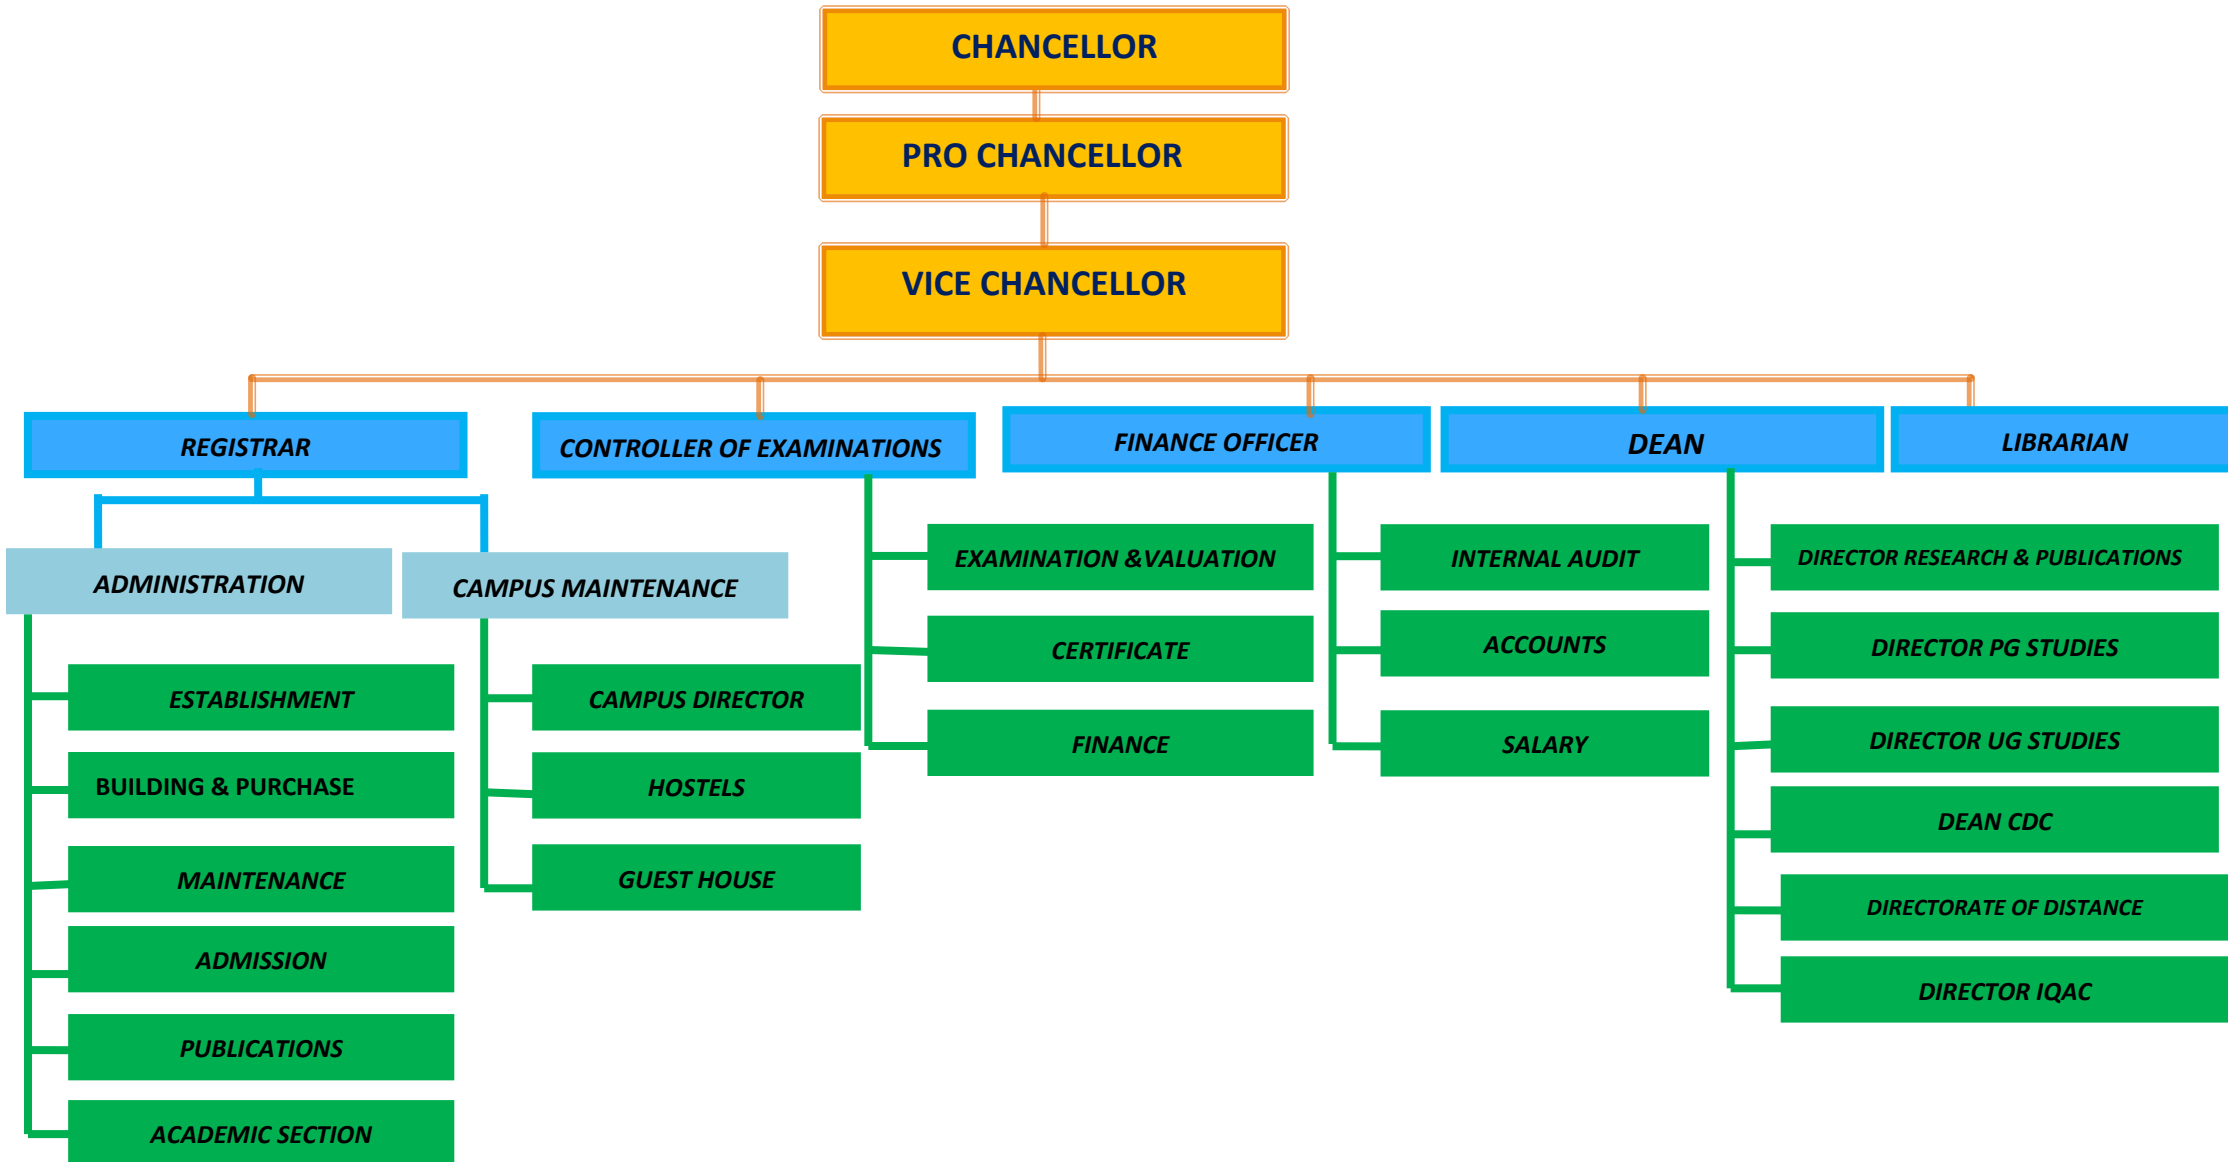 CHANCELLOR
PRO CHANCELLOR
VICE CHANCELLOR
REGISTRAR
CONTROLLER OF EXAMINATIONS
FINANCE OFFICER
DEAN
LIBRARIAN
ADMINISTRATION
CAMPUS MAINTENANCE
ESTABLISHMENT
BUILDING & PURCHASE
MAINTENANCE
ADMISSION
PUBLICATIONS
ACADEMIC SECTION
CAMPUS DIRECTOR
HOSTELS
GUEST HOUSE
EXAMINATION &VALUATION
CERTIFICATE
FINANCE
INTERNAL AUDIT
ACCOUNTS
SALARY
DIRECTOR RESEARCH & PUBLICATIONS
DIRECTOR PG STUDIES
DIRECTOR UG STUDIES
DEAN CDC
DIRECTORATE OF DISTANCE
DIRECTOR IQAC